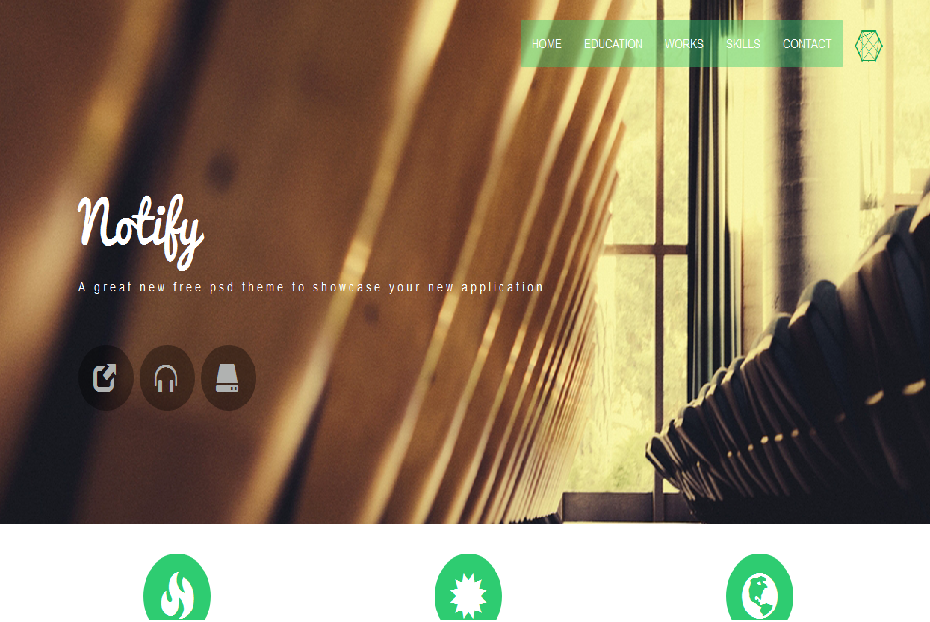 HOME EDUCATION WORKS SKILLS CONTACT
Notify
A great new free psd theme to showcase your new application